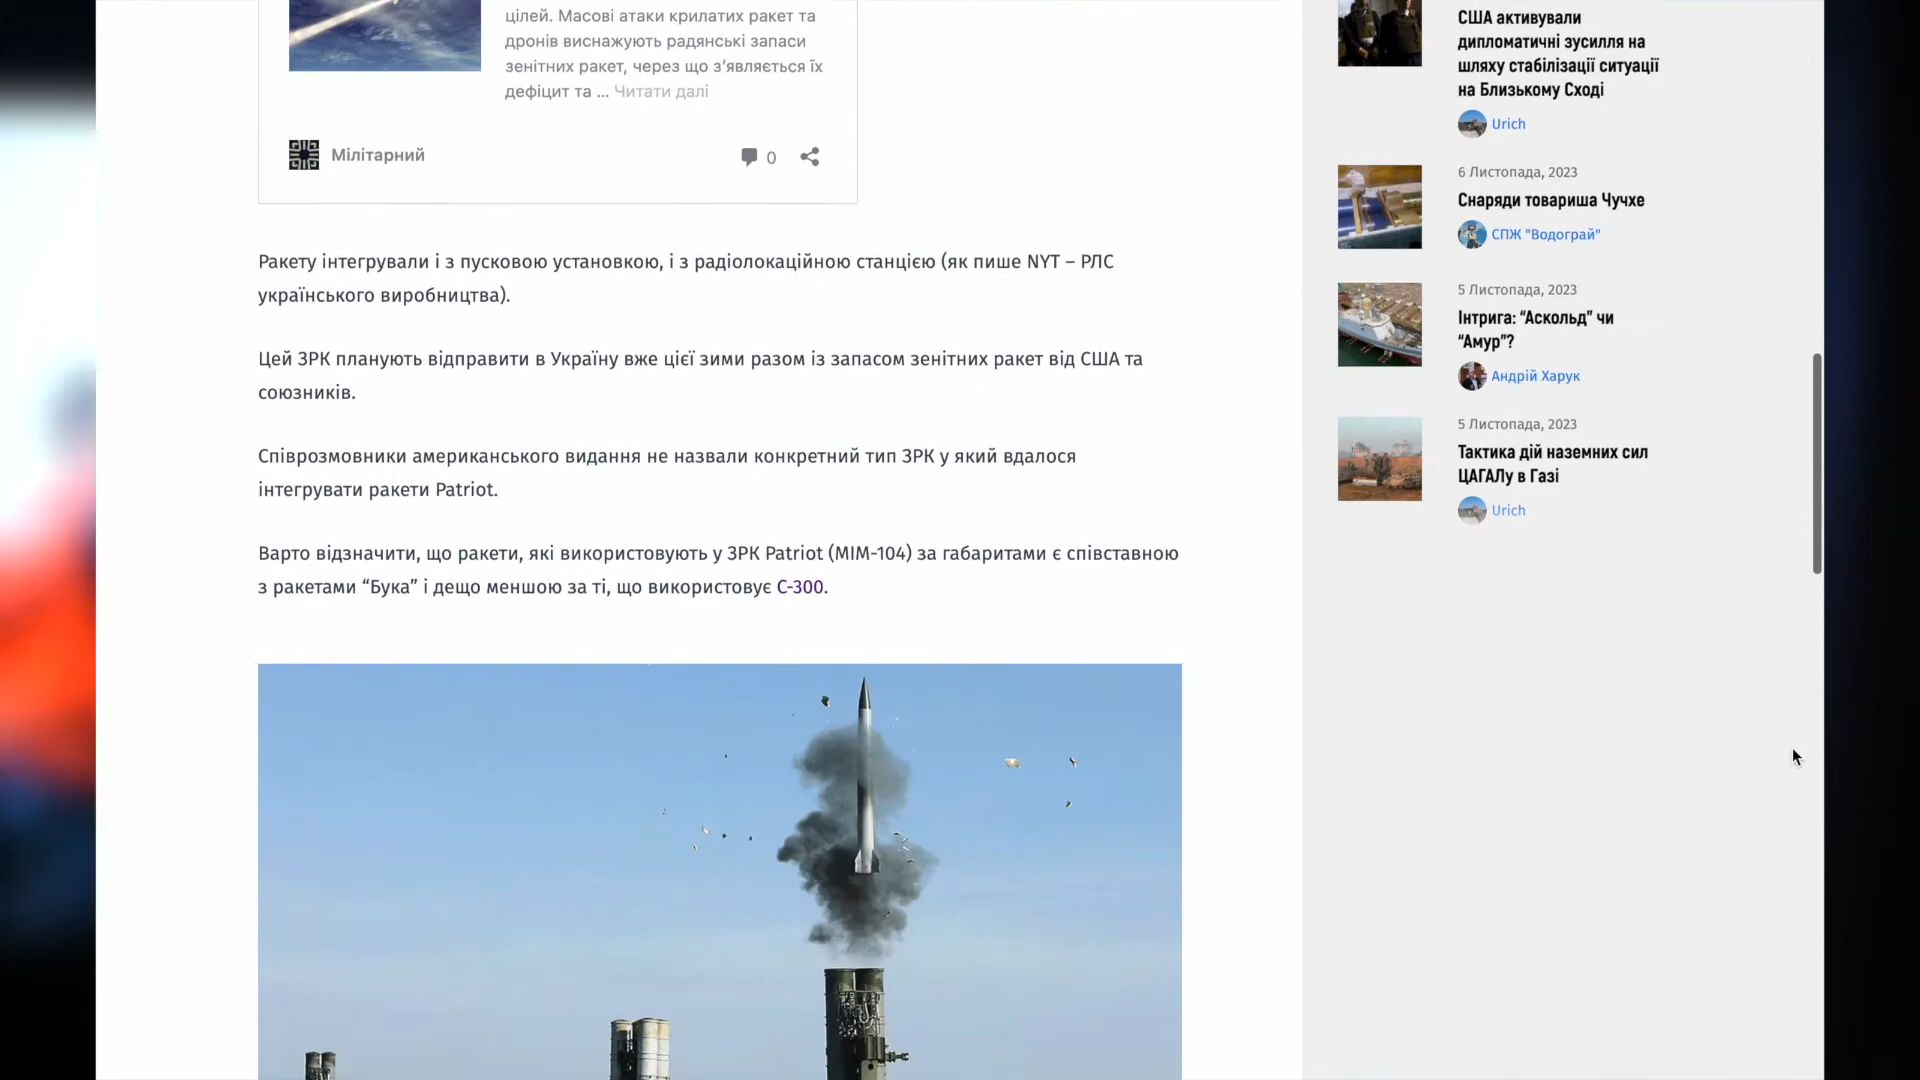 цілей. Масові атаки крилатих ракет та
дронів виснажують радянські запаси
зенітних ракет, через що з’являється їх
дефіцит та ... Читати далі
Мілітарний
0
Ракету інтегрували і з пусковою установкою, і з радіолокаційною станцією (як пише NYT – РЛС
українського виробництва).
Цей ЗРК планують відправити в Україну вже цієї зими разом із запасом зенітних ракет від США та
союзників.
Співрозмовники американського видання не назвали конкретний тип ЗРК у який вдалося
інтегрувати ракети Patriot.
Варто відзначити, що ракети, які використовують у ЗРК Patriot (MIM-104) за габаритами є співставною
з ракетами “Бука” і дещо меншою за ті, що використовує С-300.
США активували
дипломатичні зусилля на
шляху стабілізації ситуації
на Близькому Сході
Urich
6 Листопада, 2023
Снаряди товариша Чучхе
СПЖ "Водограй"
5 Листопада, 2023
Інтрига: “Аскольд” чи
“Амур”?
Андрій Харук
5 Листопада, 2023
Тактика дій наземних сил
ЦАГАЛу в Газі
Urich